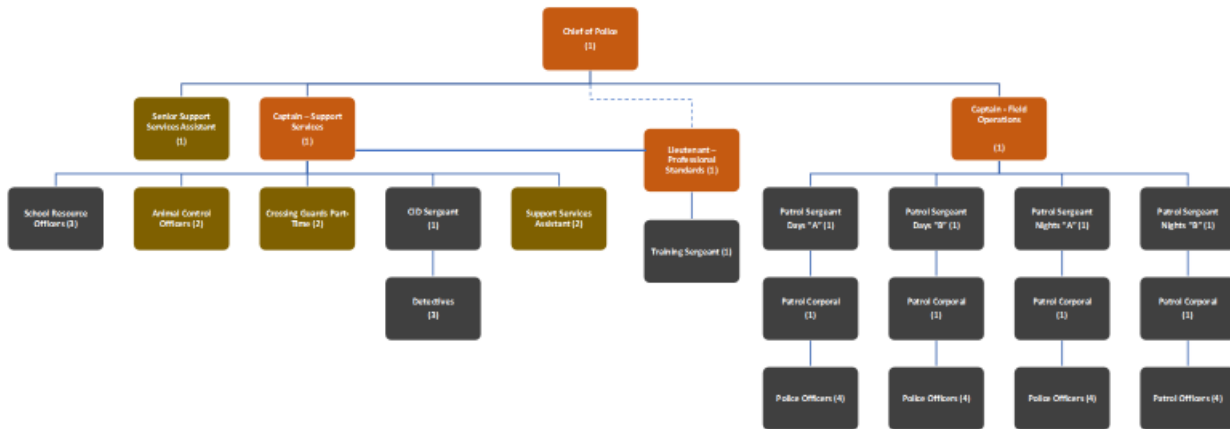 Chief of Police
(1)
Senior Support
Services Assistant
(1)
Captain – Support
Services
(1)
Captain - Field
Operations
(1)
Lieutenant –
Professional
Standards (1)
School Resource
Officers (3)
Animal Control
Officers (2)
Crossing Guards Part-
Time (2)
CID Sergeant
(1)
Support Services
Assistant (2)
Training Sergeant (1)
Patrol Sergeant
Days "A" (1)
Patrol Sergeant
Days "B" (1)
Patrol Sergeant
Nights "A" (1)
Patrol Sergeant
Nights "B" (1)
Detectives
(3)
Patrol Corporal
(1)
Patrol Corporal
(1)
Patrol Corporal
(1)
Patrol Corporal
(1)
Police Officers (4)
Police Officers (4)
Police Officers (4)
Patrol Officers (4)